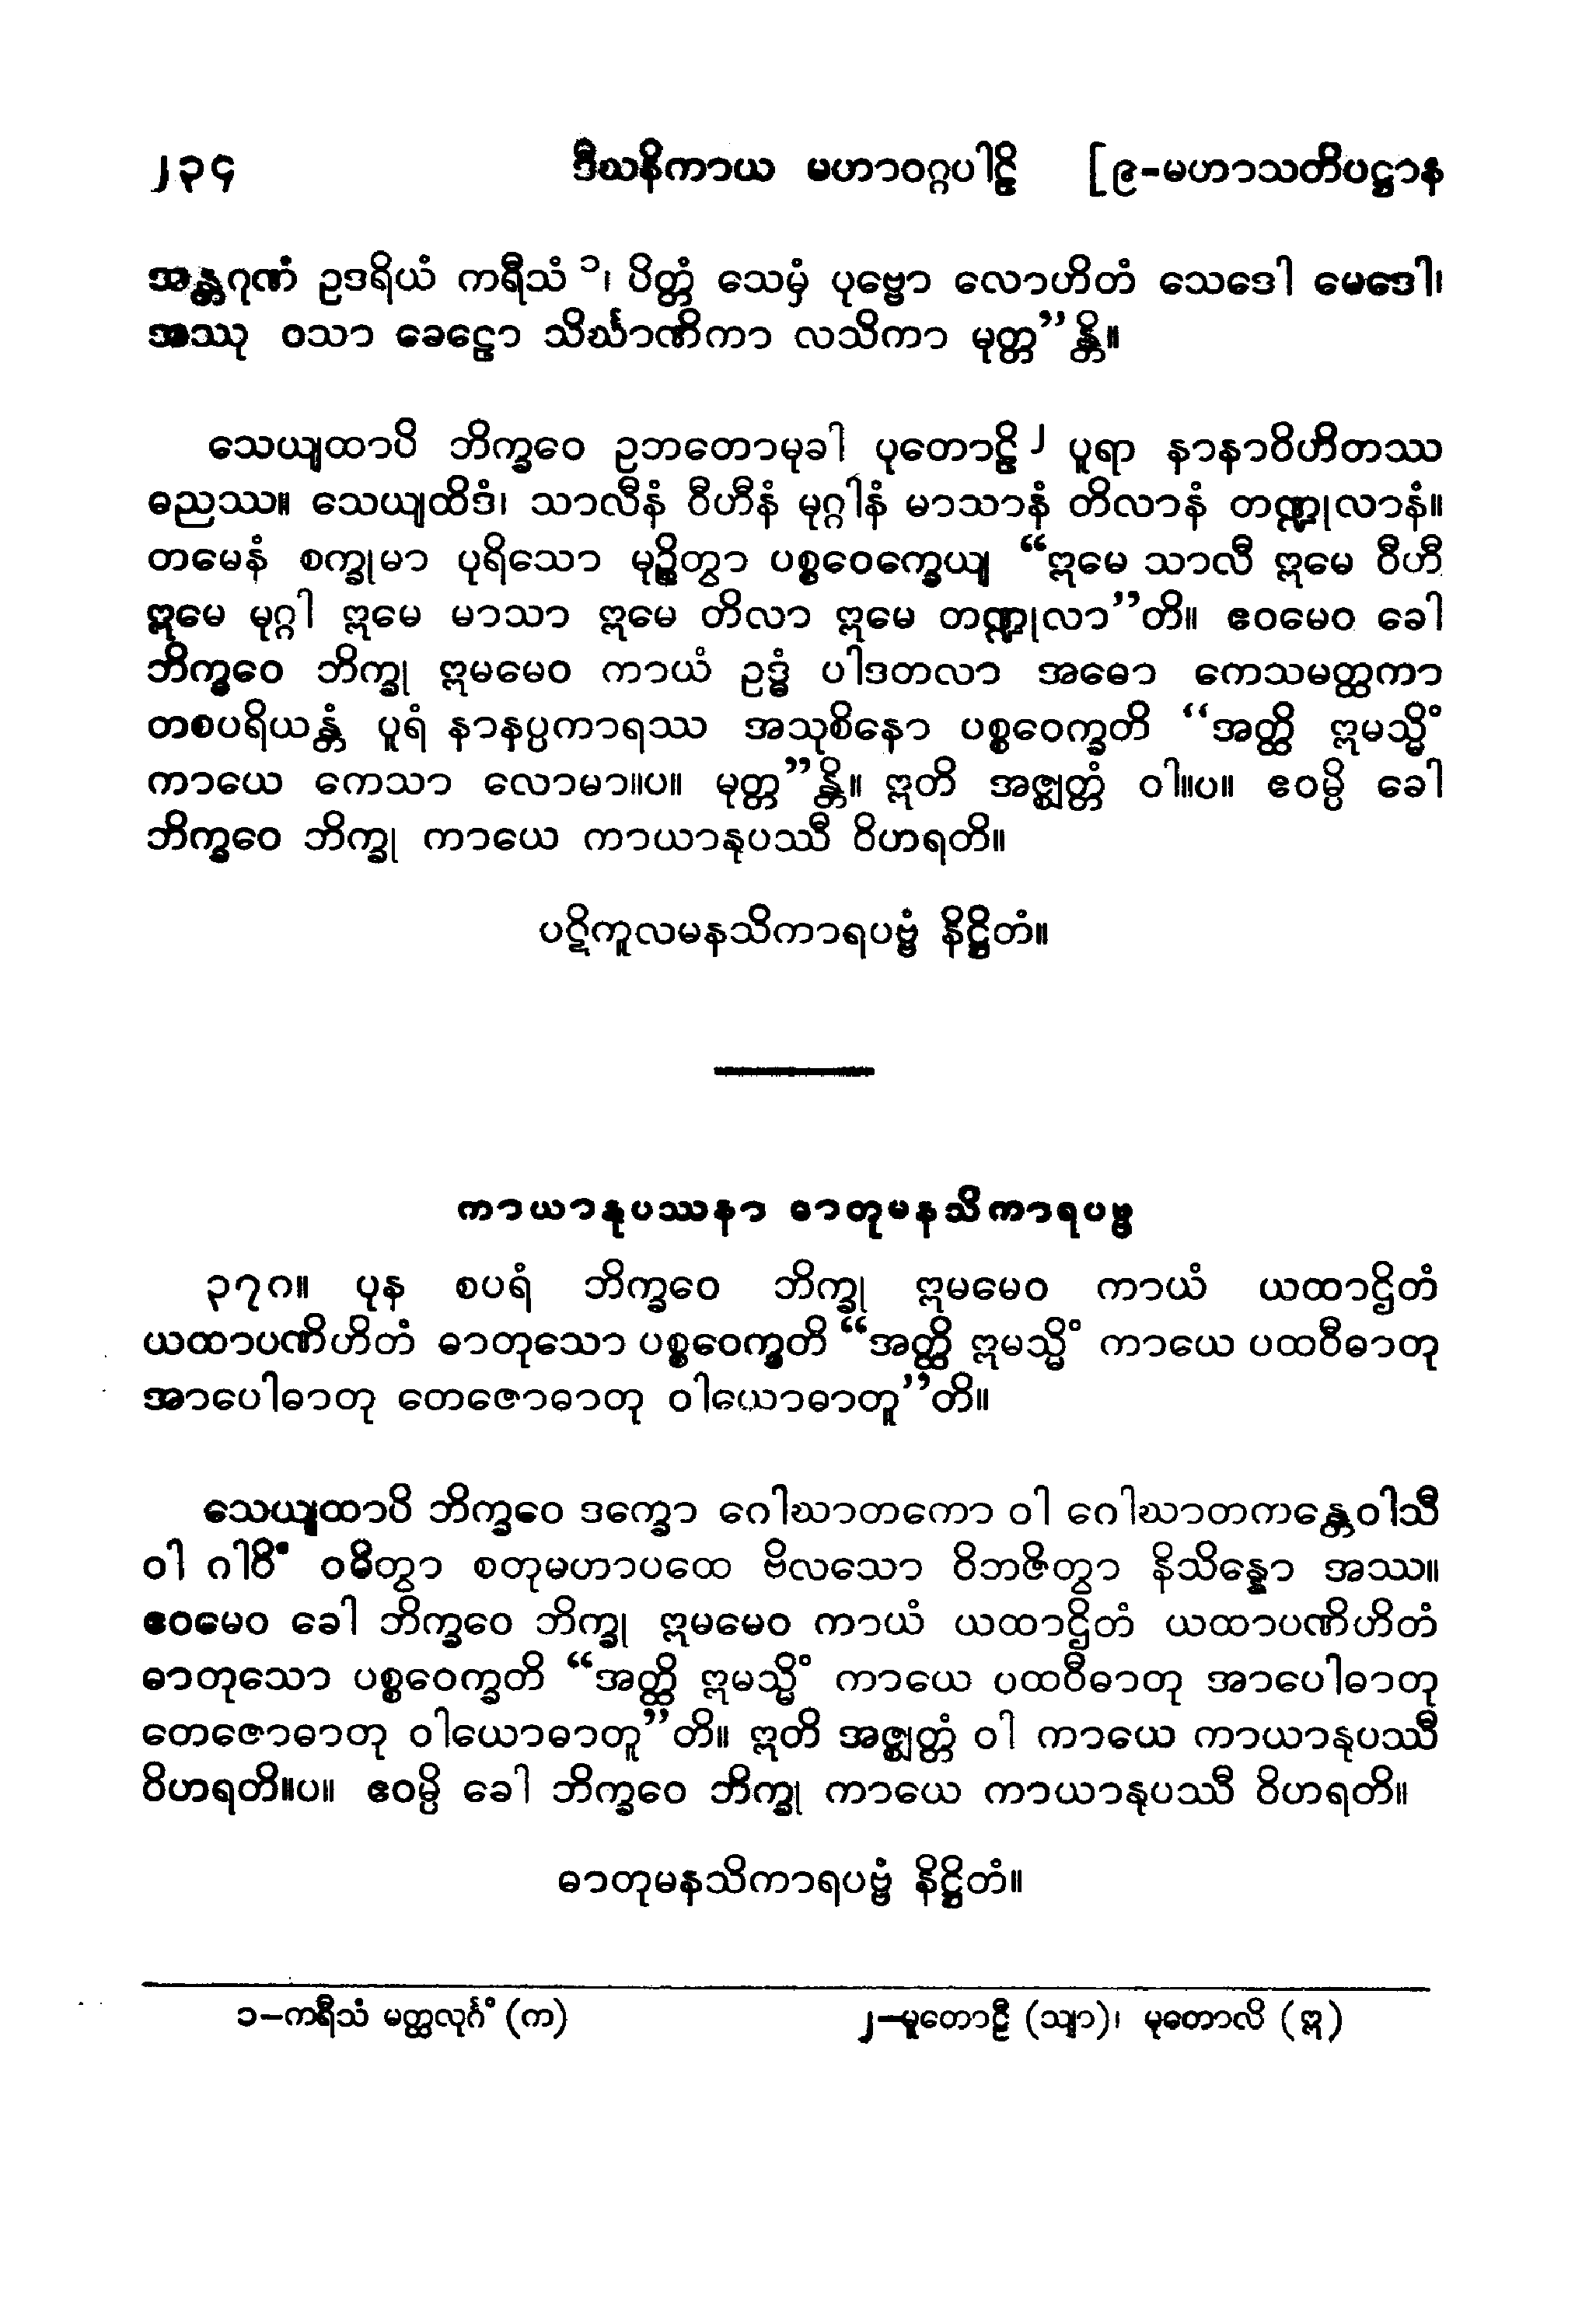 ၂၃၄ ဒီဃနိကာယ မဟာဝဂ္ဂပါဠိ [၉-မဟာသတိပဋ္ဌာန
အန္တဂုဏံ ဥဒရိယံ ကရီသံ ၁၊ ပိတ္တံ သေမှံ ပုဗ္ဗော လောဟိတံ သေဒေါ မေဒေါ၊
အဿု ဝသာ ခေဠော သိင်္ဃာဏိကာ လသိကာ မုတ္တ”န္တိ။
သေယျထာပိ ဘိက္ခဝေ ဥဘတောမုခါ ပုတောဠိ၂ ပူရာ နာနာဝိဟိတဿ
ဓညဿ။ သေယျထိဒံ၊ သာလီနံ ဝီဟီနံ မုဂ္ဂါနံ မာသာနံ တိလာနံ တဏ္ဍုလာနံ။
တမေနံ စက္ခုမာ ပုရိသော မုဉ္စိတွာ ပစ္စဝေက္ခေယျ “ဣမေ သာလီ ဣမေ ဝီဟီ
ဣမေ မုဂ္ဂါ ဣမေ မာသာ ဣမေ တိလာ ဣမေ တဏ္ဍုလာ”တိ။ ဧဝမေဝ ခေါ
ဘိက္ခဝေ ဘိက္ခု ဣမမေဝ ကာယံ ဥဒ္ဓံ ပါဒတလာ အဓော ကေသမတ္ထကာ
တစပရိယန္တံ ပူရံ နာနပ္ပကာရဿ အသုစိနော ပစ္စဝေက္ခတိ “အတ္ထိ ဣမသ္မိံ
ကာယေ ကေသာ လောမာ။ပ။ မုတ္တ”န္တိ။ ဣတိ အဇ္ဈတ္တံ ဝါ။ပ။ ဧဝမ္ပိ ခေါ
ဘိက္ခဝေ ဘိက္ခု ကာယေ ကာယာနုပဿီ ဝိဟရတိ။
ပဋိကူလမနသိကာရပဗ္ဗံ နိဋ္ဌိတံ။
ကာယာနုပဿနာ ဓာတုမနသိကာရပဗ္ဗ
၃၇၈။ ပုန စပရံ ဘိက္ခဝေ ဘိက္ခု ဣမမေဝ ကာယံ ယထာဌိတံ
ယထာပဏိဟိတံ ဓာတုသော ပစ္စဝေက္ခတိ “အတ္ထိ ဣမသ္မိံ ကာယေ ပထဝီဓာတု
အာပေါဓာတု တေဇောဓာတု ဝါယောဓာတူ”တိ။
သေယျထာပိ ဘိက္ခဝေ ဒက္ခော ဂေါဃာတကော ဝါ ဂေါဃာတကန္တေဝါသီ
ဝါ ဂါဝိံ ဝဓိတွာ စတုမဟာပထေ ဗိလသော ဝိဘဇိတွာ နိသိန္နော အဿ။
ဧဝမေဝ ခေါ ဘိက္ခဝေ ဘိက္ခု ဣမမေဝ ကာယံ ယထာဌိတံ ယထာပဏိဟိတံ
ဓာတုသော ပစ္စဝေက္ခတိ “အတ္ထိ ဣမသ္မိံ ကာယေ ပထဝီဓာတု အာပေါဓာတု
တေဇောဓာတု ဝါယောဓာတူ”တိ။ ဣတိ အဇ္ဈတ္တံ ဝါ ကာယေ ကာယာနုပဿီ
ဝိဟရတိ။ပ။ ဧဝမ္ပိ ခေါ ဘိက္ခဝေ ဘိက္ခု ကာယေ ကာယာနုပဿီ ဝိဟရတိ။
ဓာတုမနသိကာရပဗ္ဗံ နိဋ္ဌိတံ။
၁-ကရီသံ မတ္ထလုင်္ဂံ (က) ၂-မူတောဠီ (သျာ)၊ မုတောလိ (ဣ)